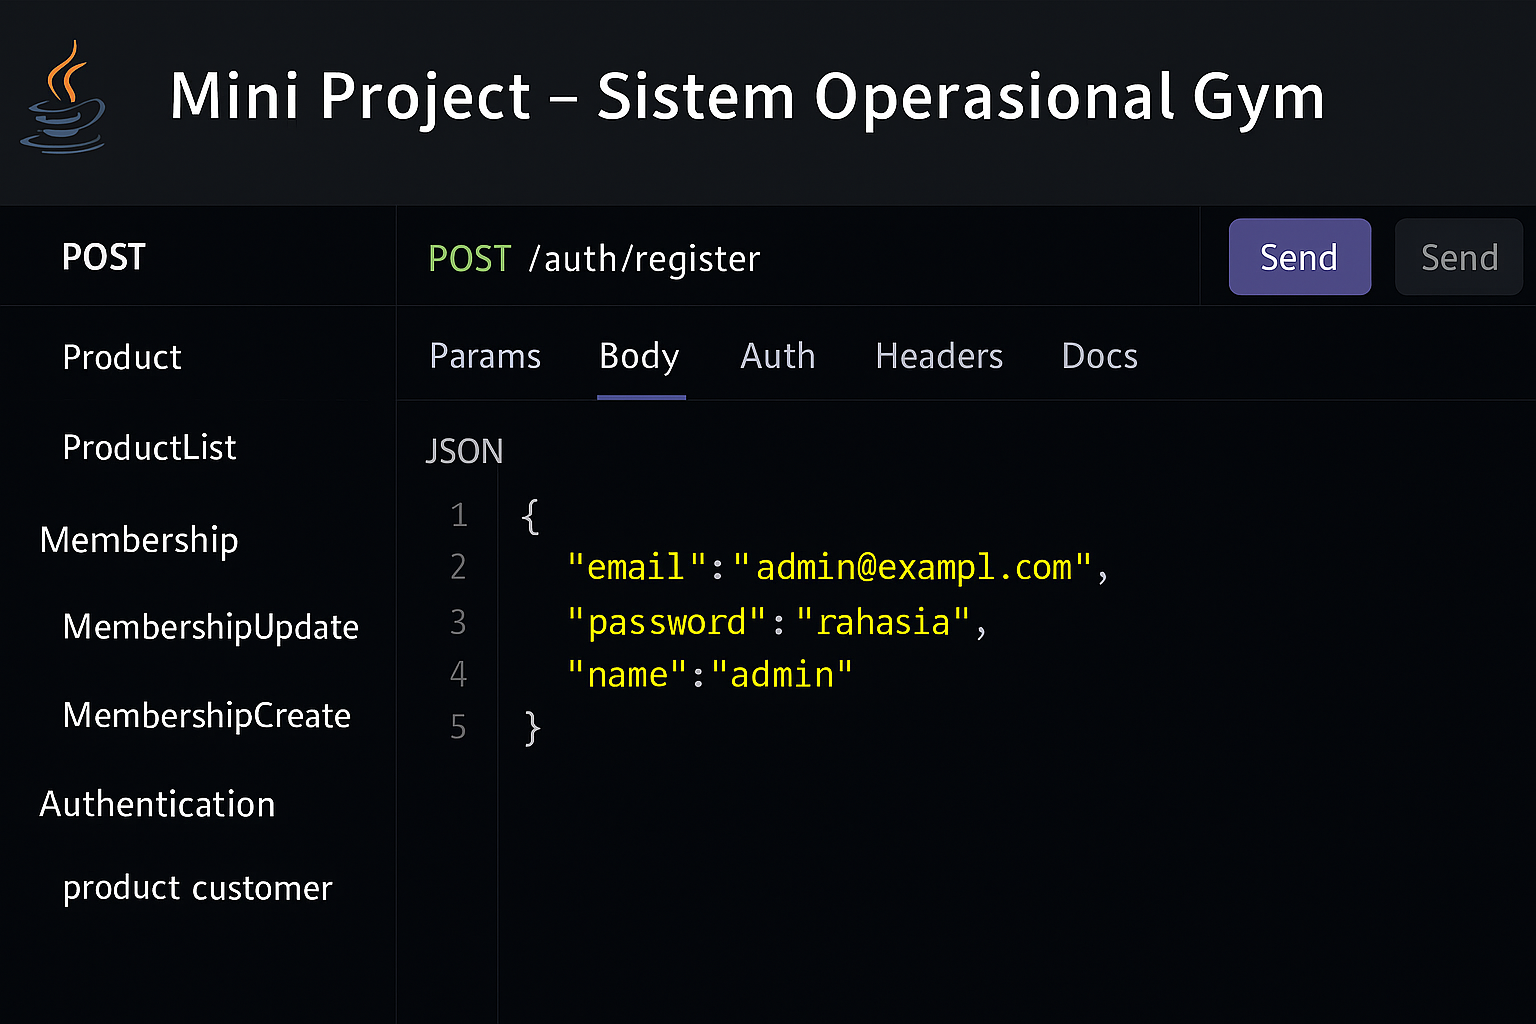 Mini Project – Sistem Operasional Gym
POST
POST /auth/register
Send
Send
Product
ProductList
Membership
MembershipUpdate
MembershipCreate
Authentication
product customer
Params Body Auth Headers Docs
JSON
1 {
2 "email":"admin@exampl.com",
3 "password":"rahasia",
4 "name":"admin"
5 }